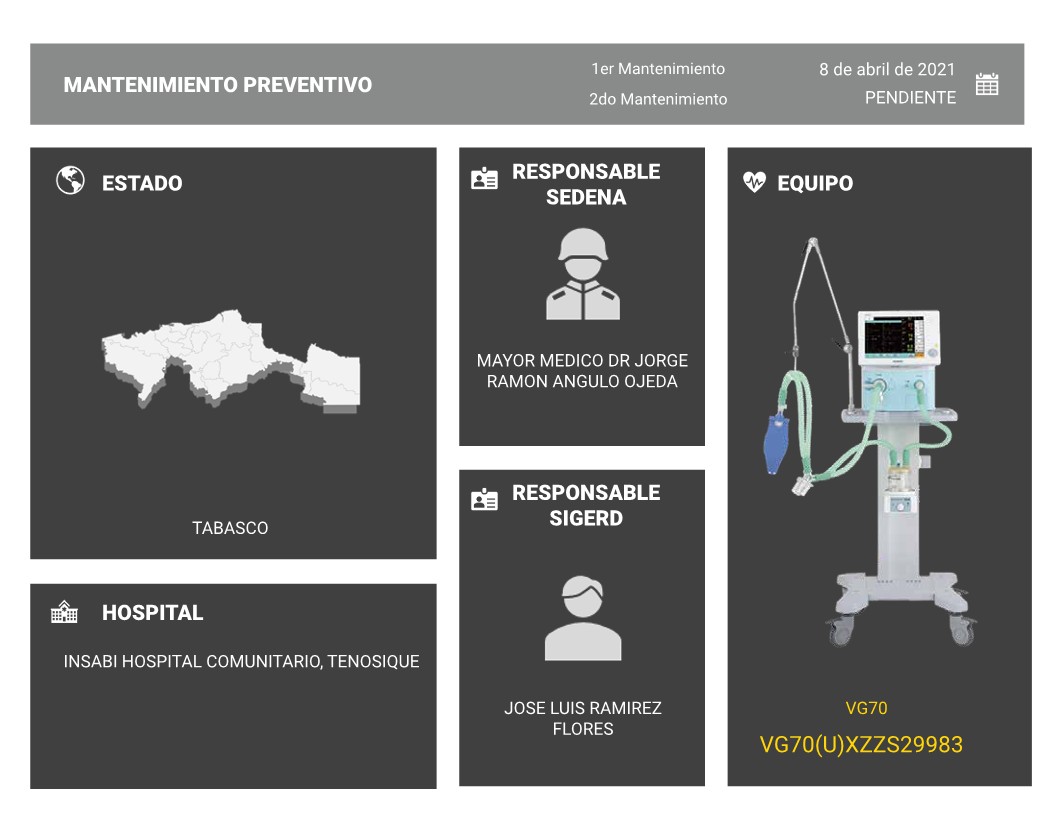 MANTENIMIENTO PREVENTIVO
1er Mantenimiento
8 de abril de 2021
2do Mantenimiento
PENDIENTE
ESTADO
TABASCO
HOSPITAL
INSABI HOSPITAL COMUNITARIO, TENOSIQUE
RESPONSABLE
SEDENA
MAYOR MEDICO DR JORGE
RAMON ANGULO OJEDA
RESPONSABLE
SIGERD
JOSE LUIS RAMIREZ
FLORES
EQUIPO
VG70
VG70(U)XZZS29983